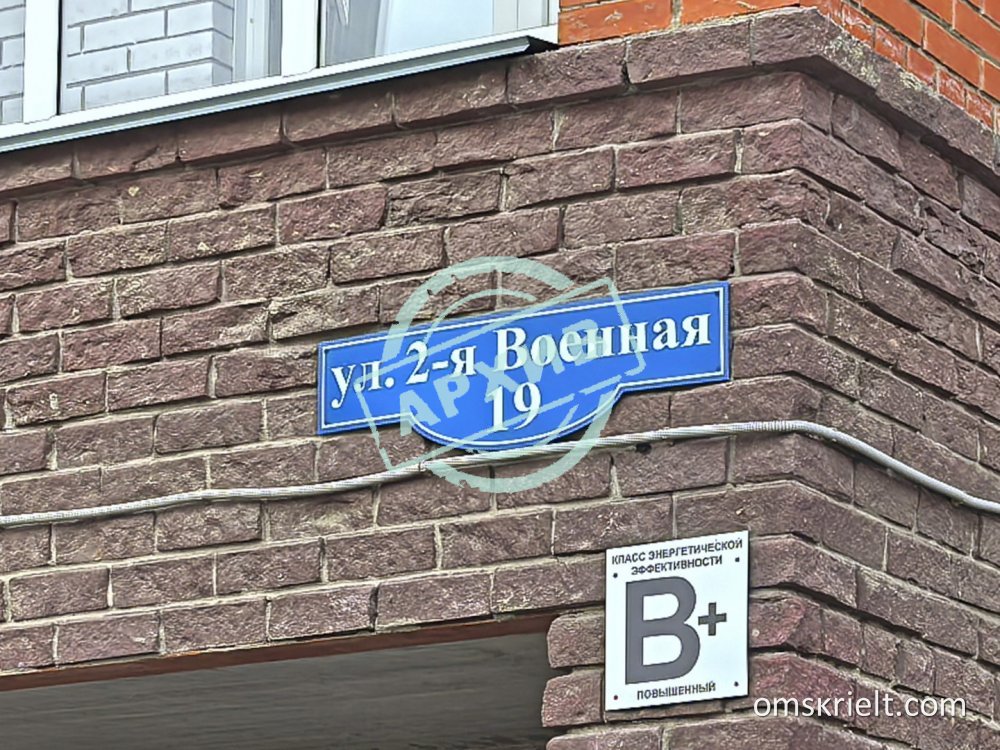 ул. 2-я Военная
19
АРХИВ
КЛАСС ЭНЕРГЕТИЧЕСКОЙ
ЭФФЕКТИВНОСТИ
B+
ПОВЫШЕННЫЙ
omskrielt.com